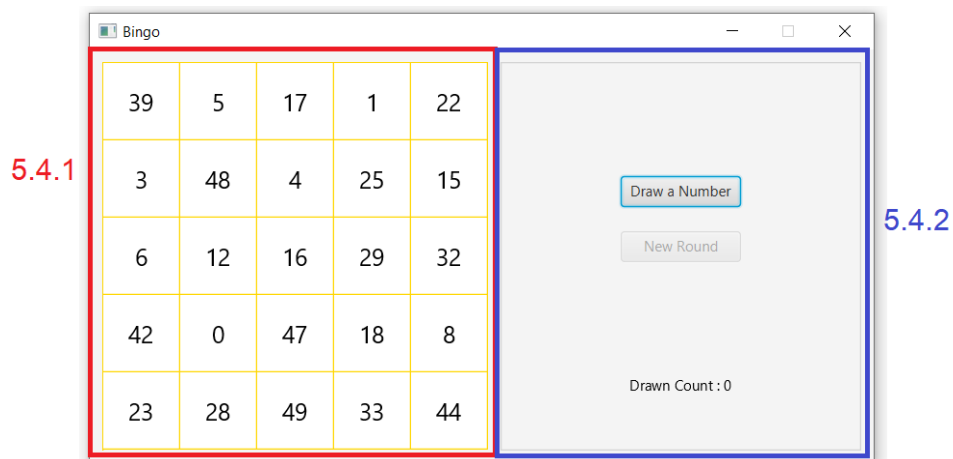 Bingo
5.4.1
39 5 17 1 22
3 48 4 25 15
6 12 16 29 32
42 0 47 18 8
23 28 49 33 44
Draw a Number
New Round
Drawn Count : 0
5.4.2